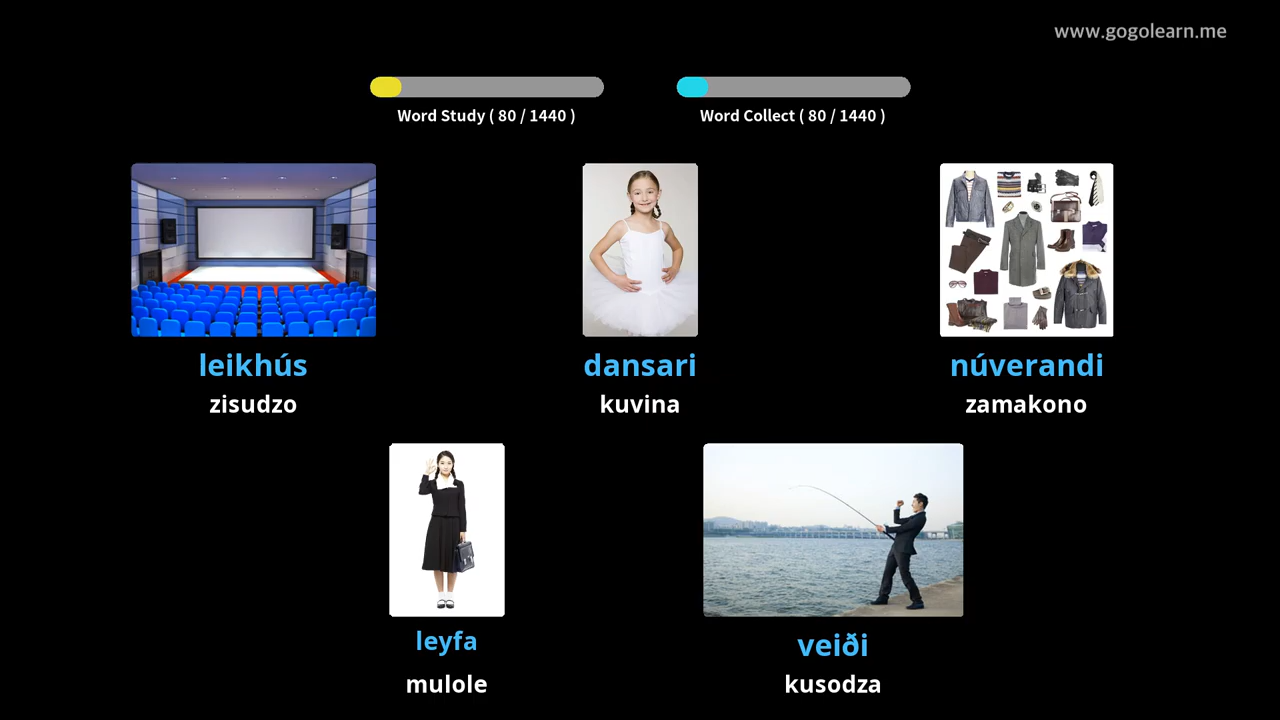 www.gogolearn.me
Word Study ( 80 / 1440 )
Word Collect ( 80 / 1440 )
leikhús
zisudzo
dansari
kuvina
núverandi
zamakono
leyfa
mulole
veiði
kusodza